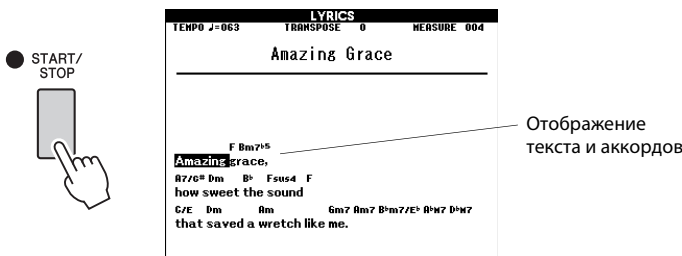 LYRICS
TEMPO ♩=063 TRANSPOSE 0 MEASURE 004
START/
STOP
Amazing Grace
F Bm7♭5
Amazing grace,
A7/C# Dm B♭ Fsus4 F
how sweet the sound
C/E Dm Am Gm7 Am7 B♭m7/E♭ A♭M7 D♭M7
that saved a wretch like me.
Отображение
текста и аккордов